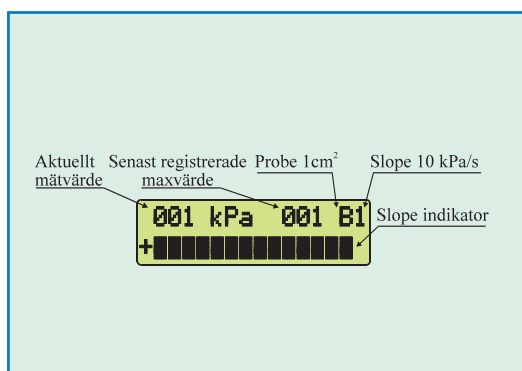 Aktuellt mätvärde
Senast registrerade maxvärde
Probe 1cm²
Slope 10 kPa/s
001 kPa 001 B1
Slope indikator
+